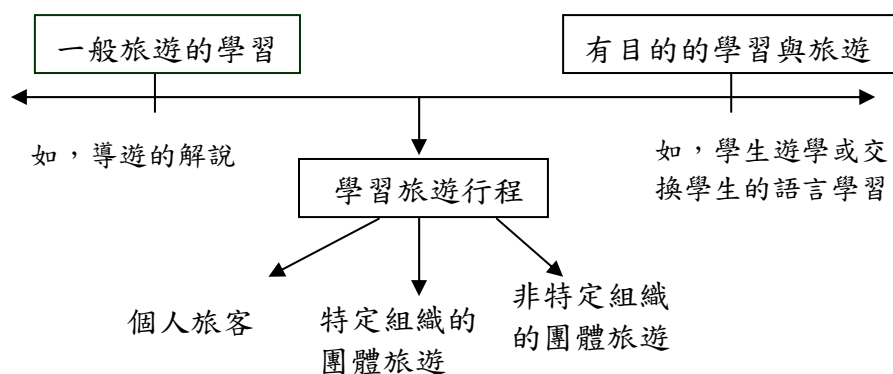 一般旅遊的學習
有目的的學習與旅遊
如，導遊的解說
如，學生遊學或交
換學生的語言學習
學習旅遊行程
個人旅客
特定組織的
團體旅遊
非特定組織
的團體旅遊